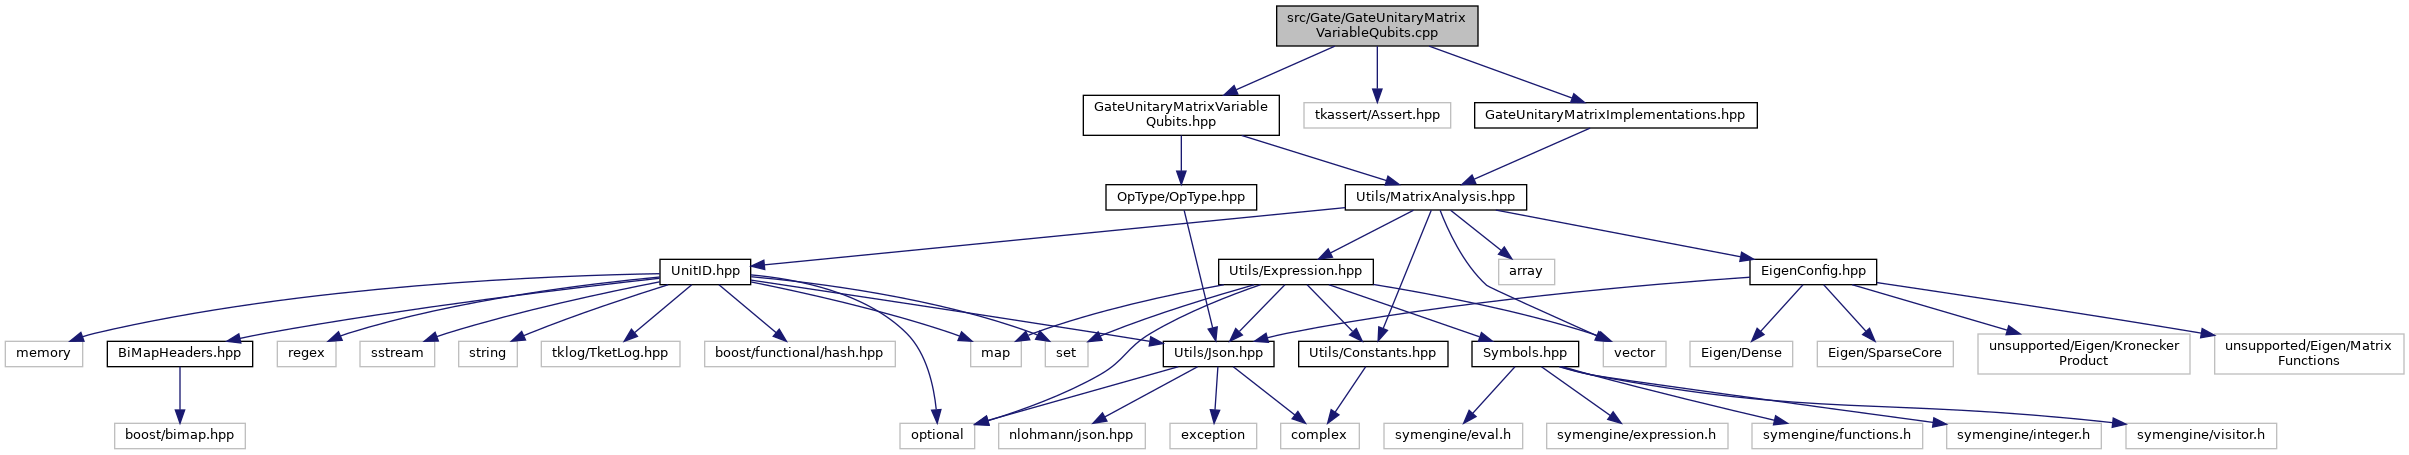 src/Gate/GateUnitaryMatrix
VariableQubits.cpp
GateUnitaryMatrixVariable
Qubits.hpp
tkassert/Assert.hpp
GateUnitaryMatrixImplementations.hpp
OpType/OpType.hpp
Utils/MatrixAnalysis.hpp
UnitID.hpp
Utils/Expression.hpp
array
EigenConfig.hpp
memory
BiMapHeaders.hpp
regex
sstream
string
tklog/TketLog.hpp
boost/functional/hash.hpp
map
set
Utils/Json.hpp
Utils/Constants.hpp
Symbols.hpp
vector
Eigen/Dense
Eigen/SparseCore
unsupported/Eigen/Kronecker
Product
unsupported/Eigen/Matrix
Functions
boost/bimap.hpp
optional
nlohmann/json.hpp
exception
complex
symengine/eval.h
symengine/expression.h
symengine/functions.h
symengine/integer.h
symengine/visitor.h